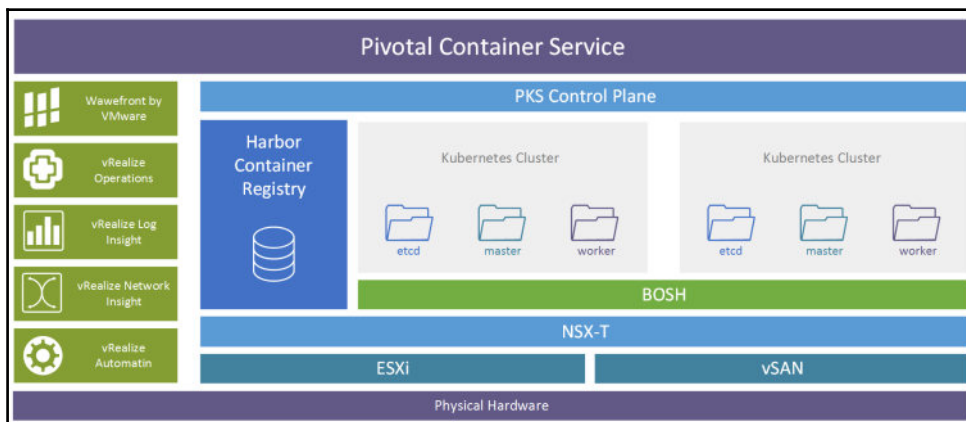 Pivotal Container Service
Wawefront by
VMware
vRealize
Operations
vRealize Log
Insight
vRealize Network
Insight
vRealize
Automatin
PKS Control Plane
Harbor
Container
Registry
Kubernetes Cluster
etcd
master
worker
Kubernetes Cluster
etcd
master
worker
BOSH
NSX-T
ESXi
vSAN
Physical Hardware